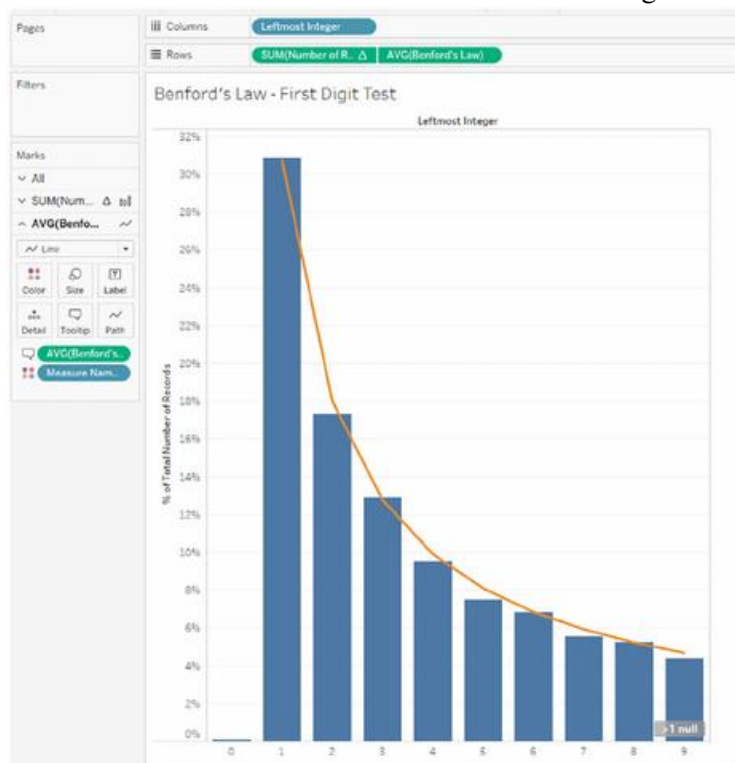 Pages
Columns
Leftmost Integer
Rows
SUM(Number of R.. Δ
AVG(Benford's Law)
Filters
Benford's Law - First Digit Test
Leftmost Integer
Marks
All
SUM(Num... Δ
AVG(Benfo...
Line
Color
Size
Label
Detail
Tooltip
Path
AVG(Benford's..
Measure Nam..
% of Total Number of Records
32%
30%
28%
26%
24%
22%
20%
18%
16%
14%
12%
10%
8%
6%
4%
2%
0%
>1 null
0 1 2 3 4 5 6 7 8 9